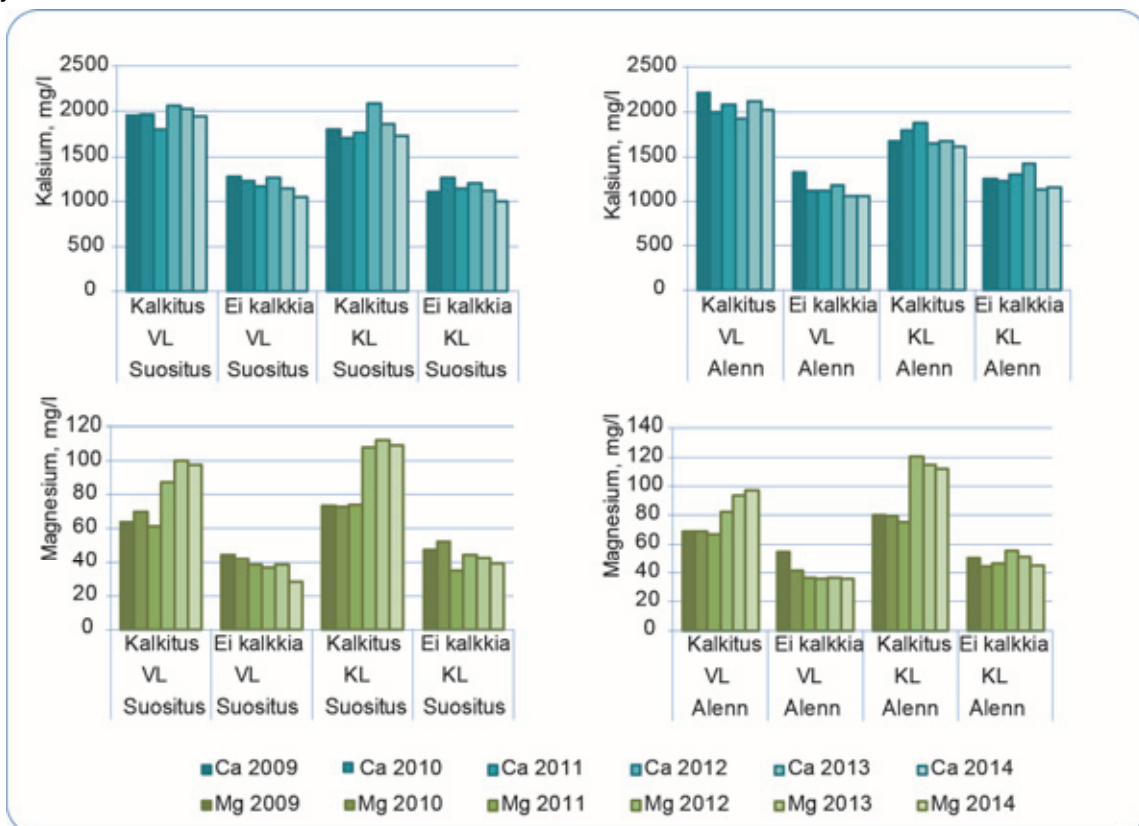 Kalsium, mg/l
2500
2000
1500
1000
500
0
Kalkitus Ei kalkkia Kalkitus Ei kalkkia
VL VL KL KL
Suositus Suositus Suositus Suositus
Kalsium, mg/l
2500
2000
1500
1000
500
0
Kalkitus Ei kalkkia Kalkitus Ei kalkkia
VL VL KL KL
Alenn Alenn Alenn Alenn
Magnesium, mg/l
120
100
80
60
40
20
0
Kalkitus Ei kalkkia Kalkitus Ei kalkkia
VL VL KL KL
Suositus Suositus Suositus Suositus
Magnesium, mg/l
140
120
100
80
60
40
20
0
Kalkitus Ei kalkkia Kalkitus Ei kalkkia
VL VL KL KL
Alenn Alenn Alenn Alenn
Ca 2009 Ca 2010 Ca 2011 Ca 2012 Ca 2013 Ca 2014
Mg 2009 Mg 2010 Mg 2011 Mg 2012 Mg 2013 Mg 2014